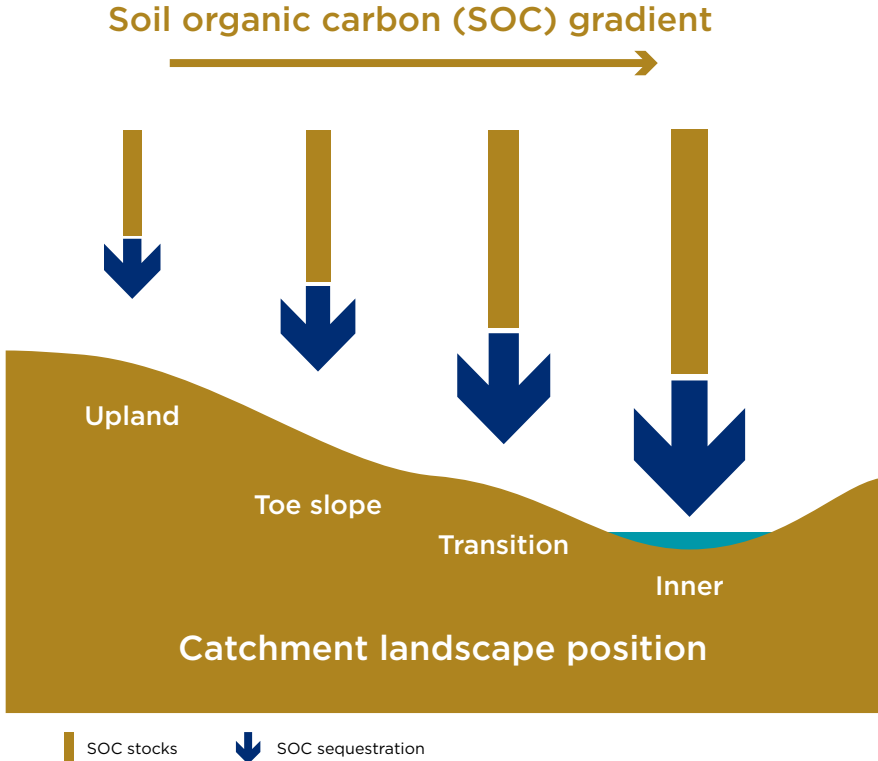 Soil organic carbon (SOC) gradient
Upland
Toe slope
Transition
Inner
Catchment landscape position
SOC stocks
SOC sequestration